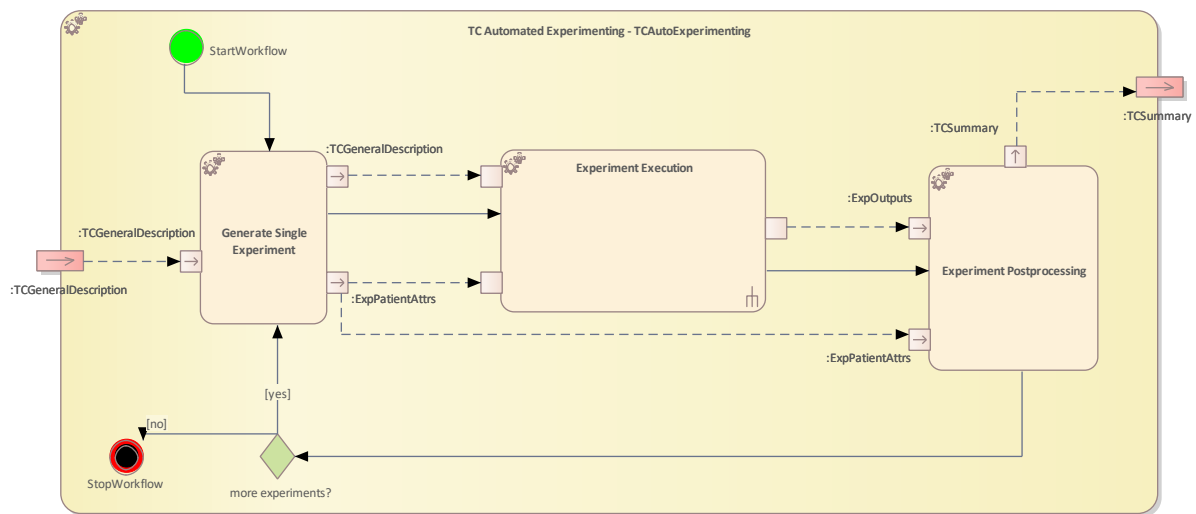 TC Automated Experimenting - TCAutoExperimenting
StartWorkflow
:TCSummary
:TCSummary
:TCGeneralDescription
Experiment Execution
:ExpOutputs
:TCGeneralDescription
Generate Single
Experiment
Experiment Postprocessing
:TCGeneralDescription
:ExpPatientAttrs
:ExpPatientAttrs
[yes]
[no]
StopWorkflow
more experiments?